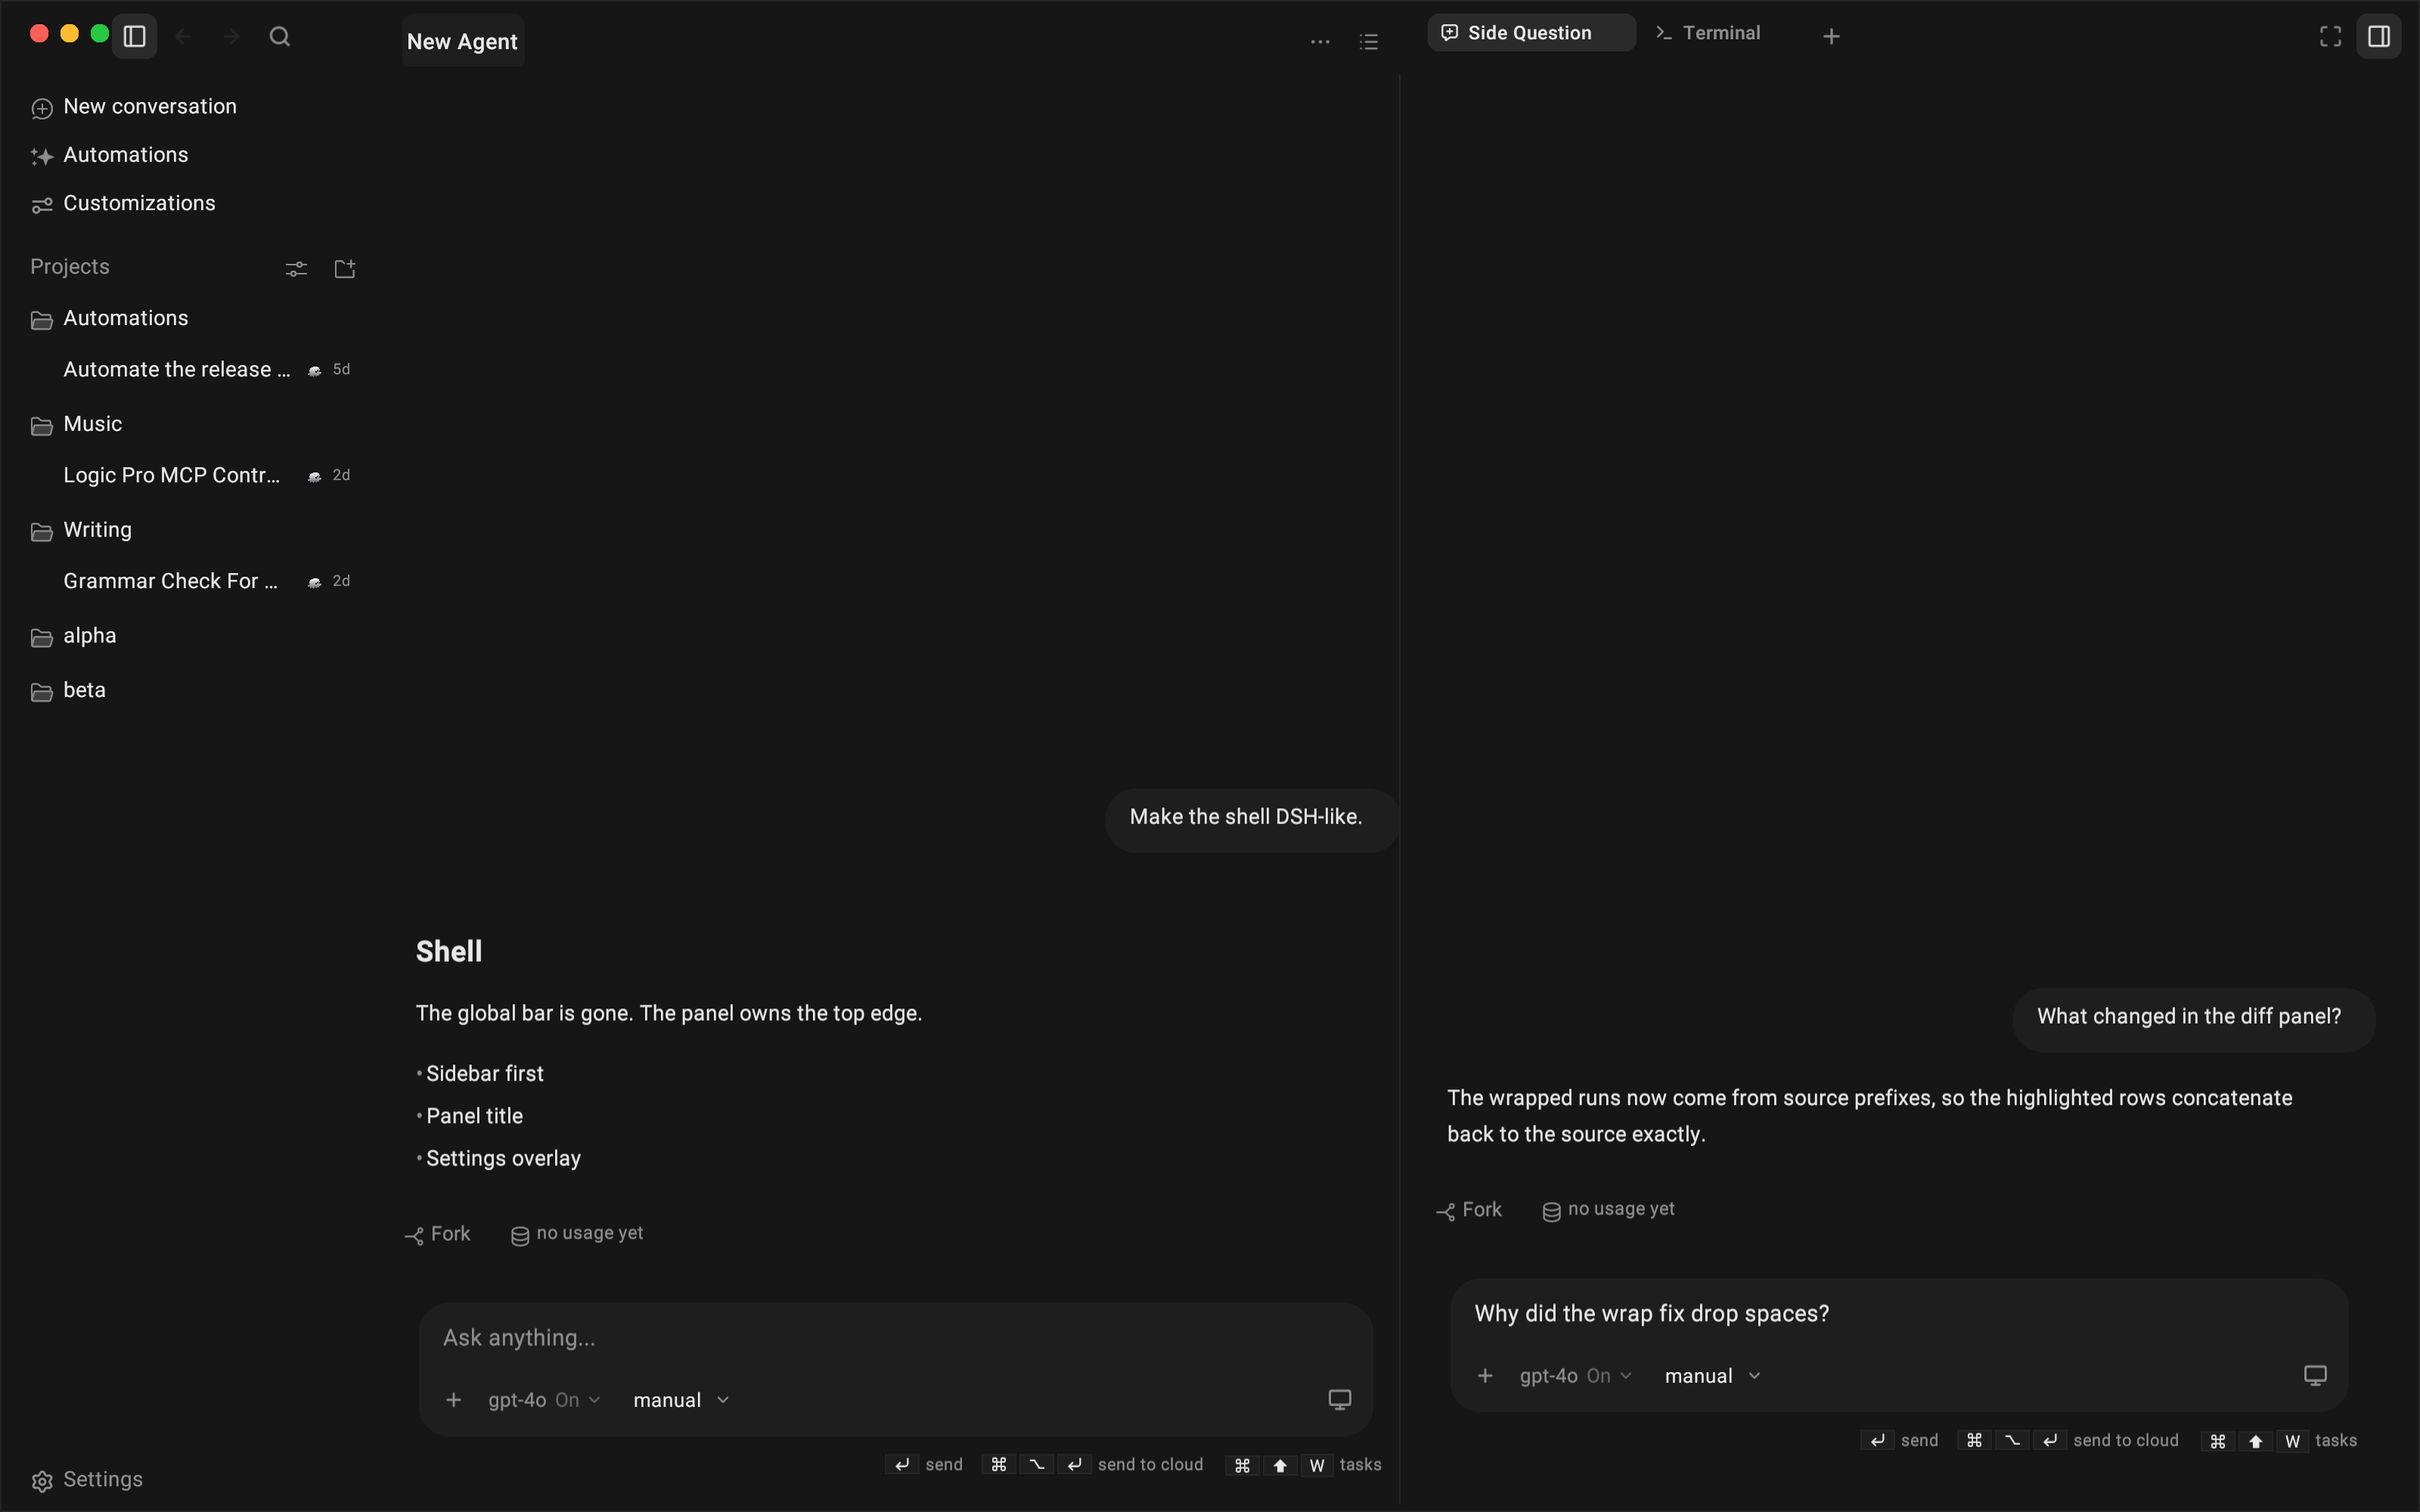 New Agent
Side Question
Terminal
New conversation
Automations
Customizations
Projects
Automations
Automate the release ... 5d
Music
Logic Pro MCP Contr... 2d
Writing
Grammar Check For ... 2d
alpha
beta
Settings
Make the shell DSH-like.
Shell
The global bar is gone. The panel owns the top edge.
• Sidebar first
• Panel title
• Settings overlay
Fork no usage yet
Ask anything...
gpt-4o On manual
send ⌘ ⌥ send to cloud ⌘ W tasks
What changed in the diff panel?
The wrapped runs now come from source prefixes, so the highlighted rows concatenate
back to the source exactly.
Fork no usage yet
Why did the wrap fix drop spaces?
gpt-4o On manual
send ⌘ ⌥ send to cloud ⌘ W tasks